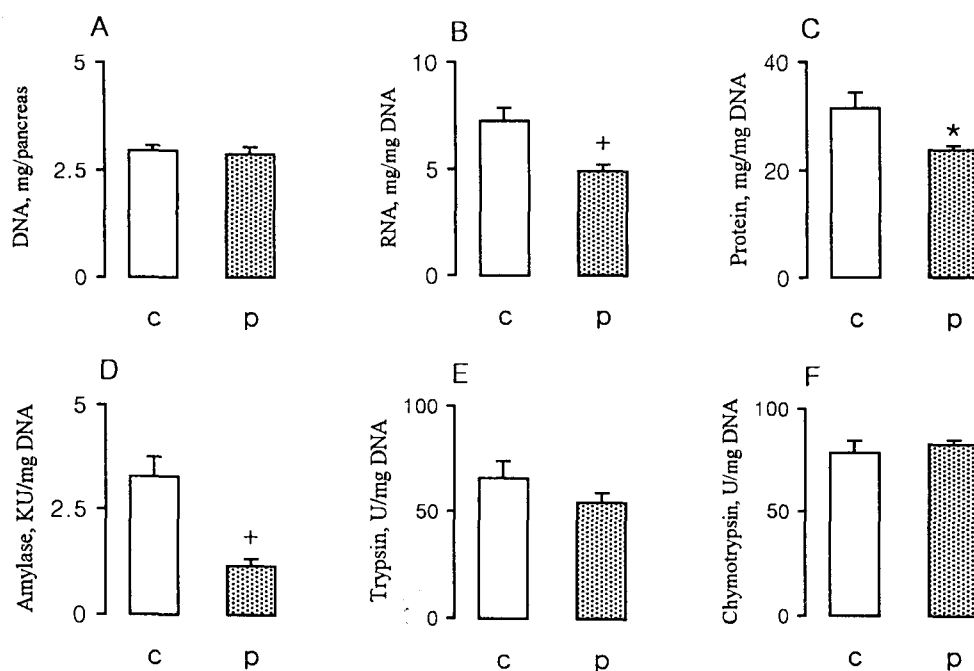 A
DNA, mg/pancreas
5
2.5
0
c p
B
RNA, mg/mg DNA
10
5
0
+
c p
C
Protein, mg/mg DNA
40
20
0
*
c p
D
Amylase, KU/mg DNA
5
2.5
0
+
c p
E
Trypsin, U/mg DNA
100
50
0
c p
F
Chymotrypsin, U/mg DNA
100
50
0
c p